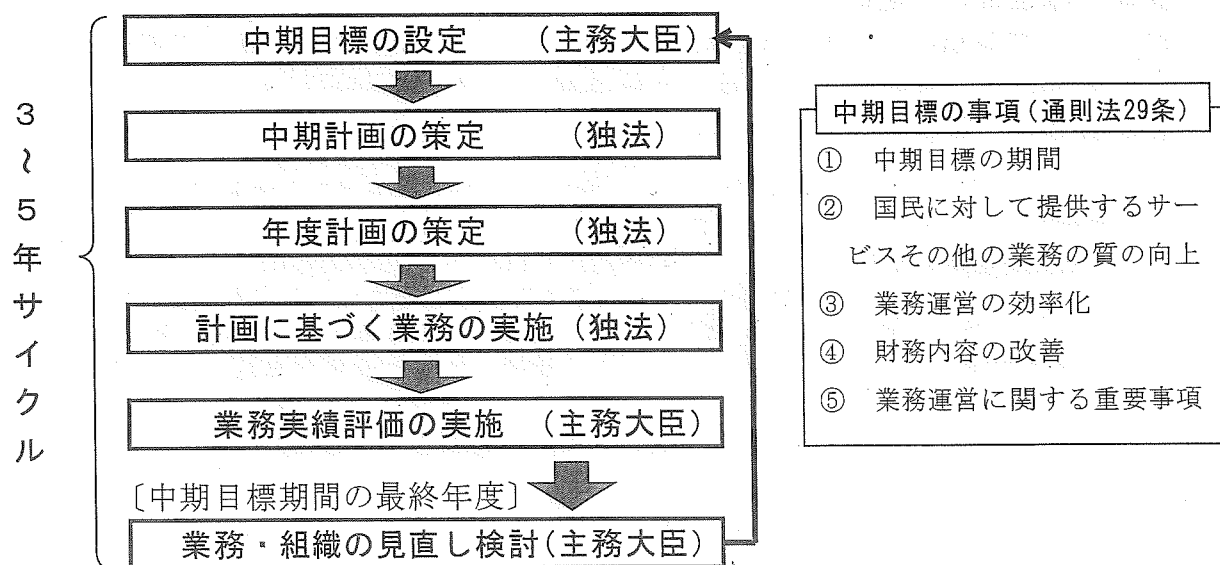 3~5年サイクル
中期目標の設定 (主務大臣)
中期計画の策定 (独法)
年度計画の策定 (独法)
計画に基づく業務の実施 (独法)
業務実績評価の実施 (主務大臣)
〔中期目標期間の最終年度〕
業務・組織の見直し検討(主務大臣)
中期目標の事項(通則法29条)
① 中期目標の期間
② 国民に対して提供するサー
ビスその他の業務の質の向上
③ 業務運営の効率化
④ 財務内容の改善
⑤ 業務運営に関する重要事項